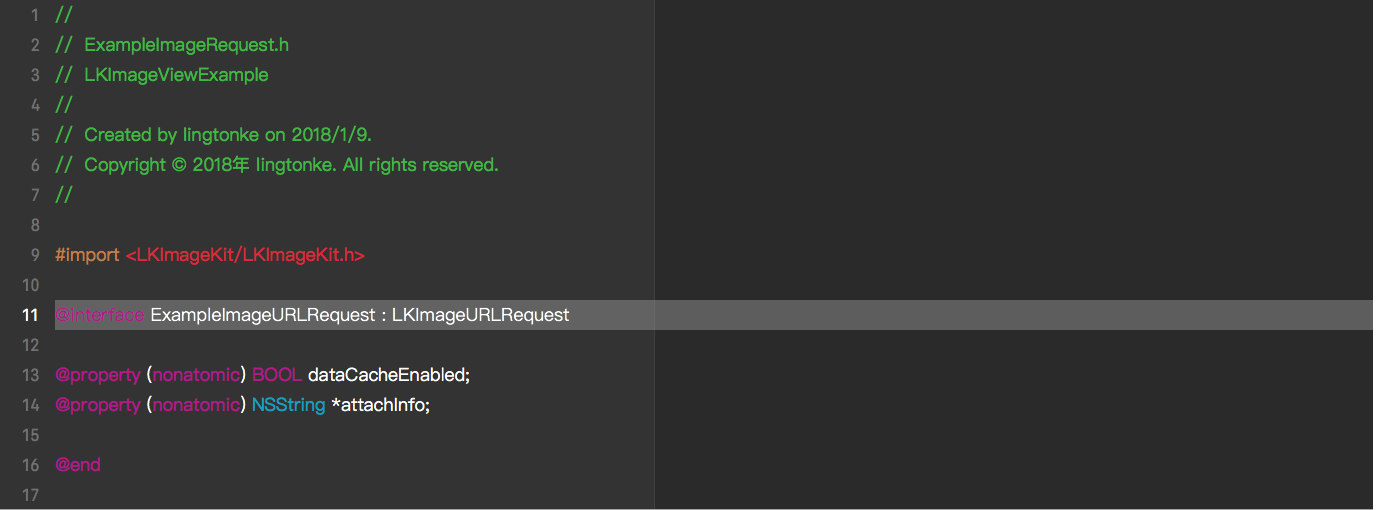 1 //
2 // ExampleImageRequest.h
3 // LKImageViewExample
4 //
5 // Created by lingtonke on 2018/1/9.
6 // Copyright © 2018年 lingtonke. All rights reserved.
7 //
8
9 #import <LKImageKit/LKImageKit.h>
10
11 @interface ExampleImageURLRequest : LKImageURLRequest
12
13 @property (nonatomic) BOOL dataCacheEnabled;
14 @property (nonatomic) NSString *attachInfo;
15
16 @end
17